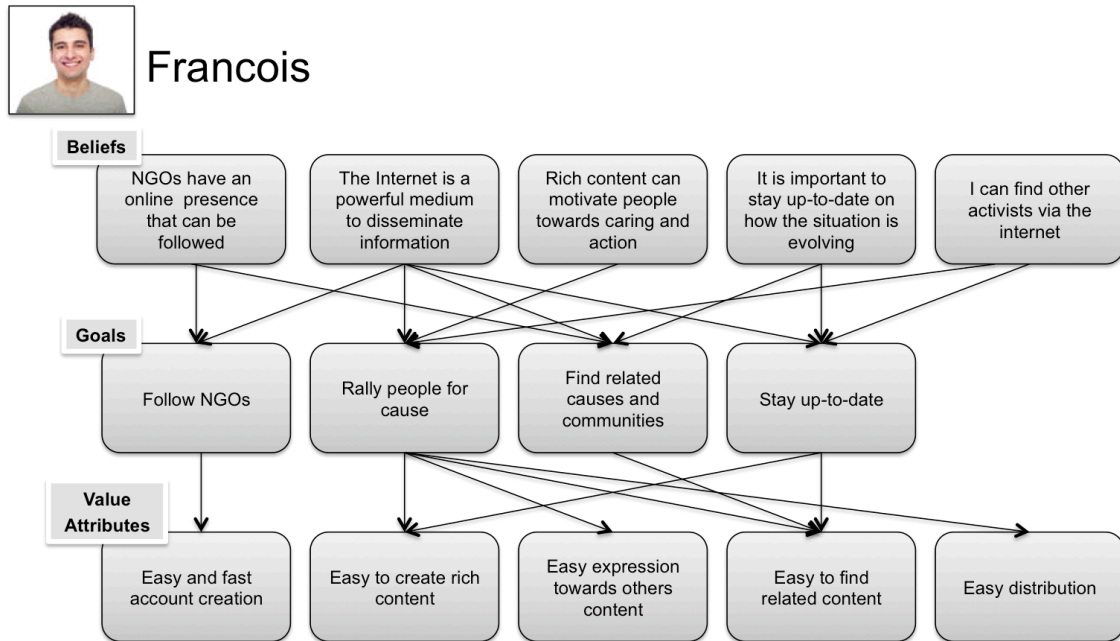 Francois
Beliefs
NGOs have an
online presence
that can be
followed
The Internet is a
powerful medium
to disseminate
information
Rich content can
motivate people
towards caring and
action
It is important to
stay up-to-date on
how the situation is
evolving
I can find other
activists via the
internet
Goals
Follow NGOs
Rally people for
cause
Find related
causes and
communities
Stay up-to-date
Value
Attributes
Easy and fast
account creation
Easy to create rich
content
Easy expression
towards others
content
Easy to find
related content
Easy distribution